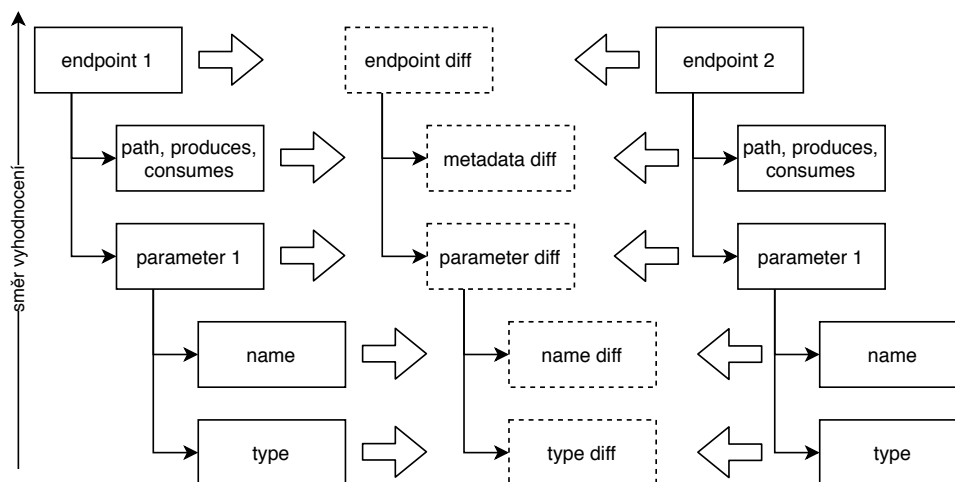 endpoint 1
endpoint diff
endpoint 2
path, produces,
consumes
metadata diff
path, produces,
consumes
parameter 1
parameter diff
parameter 1
name
name diff
name
type
type diff
type
směr vyhodnocení